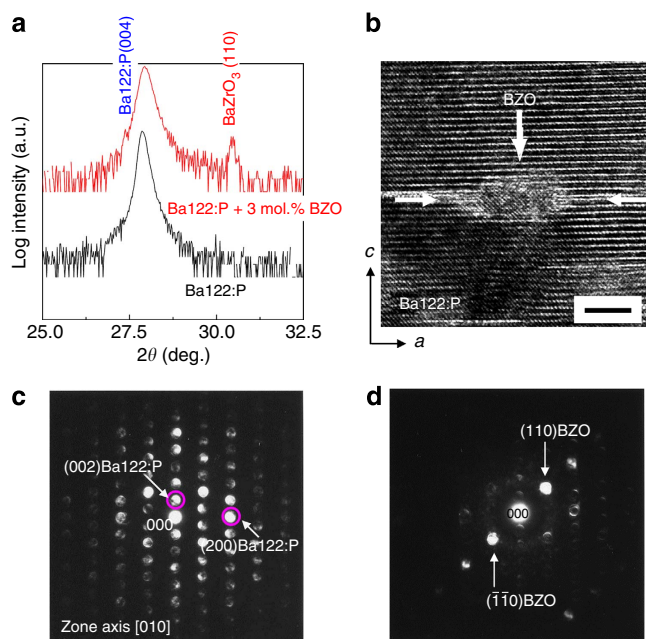 a
Ba122:P(004)
BaZrO₃ (110)
Log intensity (a.u.)
Ba122:P + 3 mol.% BZO
Ba122:P
25.0 27.5 30.0 32.5
2θ (deg.)
b
BZO
c
Ba122:P
a
c
(002)Ba122:P
000
(200)Ba122:P
Zone axis [010]
d
(110)BZO
000
(1̄1̄0)BZO